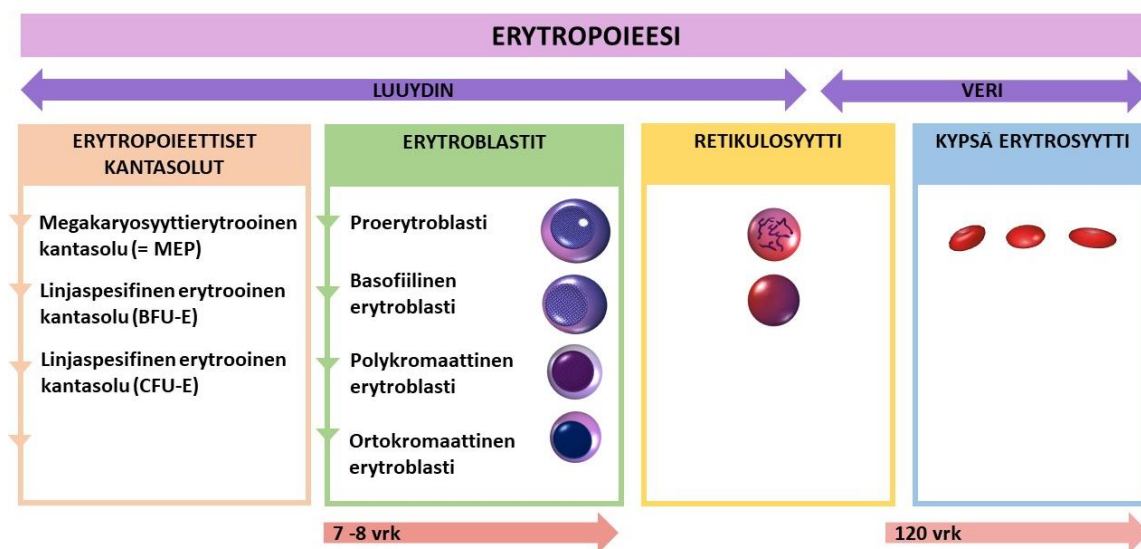 ERYTROPOIEESI
LUUYDIN
VERI
ERYTROPOIEETTISET
KANTASOLUT
Megakaryosyyttierytrooinen
kantasolu (= MEP)
Linjaspesifinen erytrooinen
kantasolu (BFU-E)
Linjaspesifinen erytrooinen
kantasolu (CFU-E)
ERYTROBLASTIT
Proerytroblasti
Basofiilinen
erytroblasti
Polykromaattinen
erytroblasti
Ortokromaattinen
erytroblasti
RETIKULOSYYTTI
KYPSÄ ERYTROSYYTTI
7 -8 vrk
120 vrk